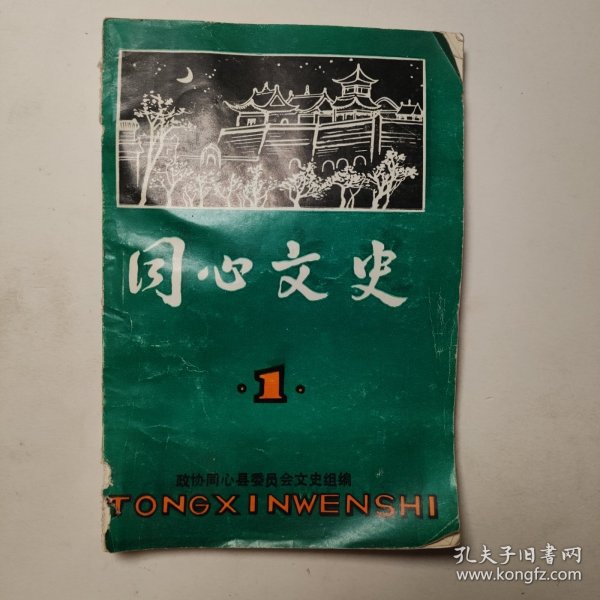 同心文史
·1·
政协同心县委员会文史组编
TONGXINWENSHI
孔夫子旧书网
www.kongfz.com